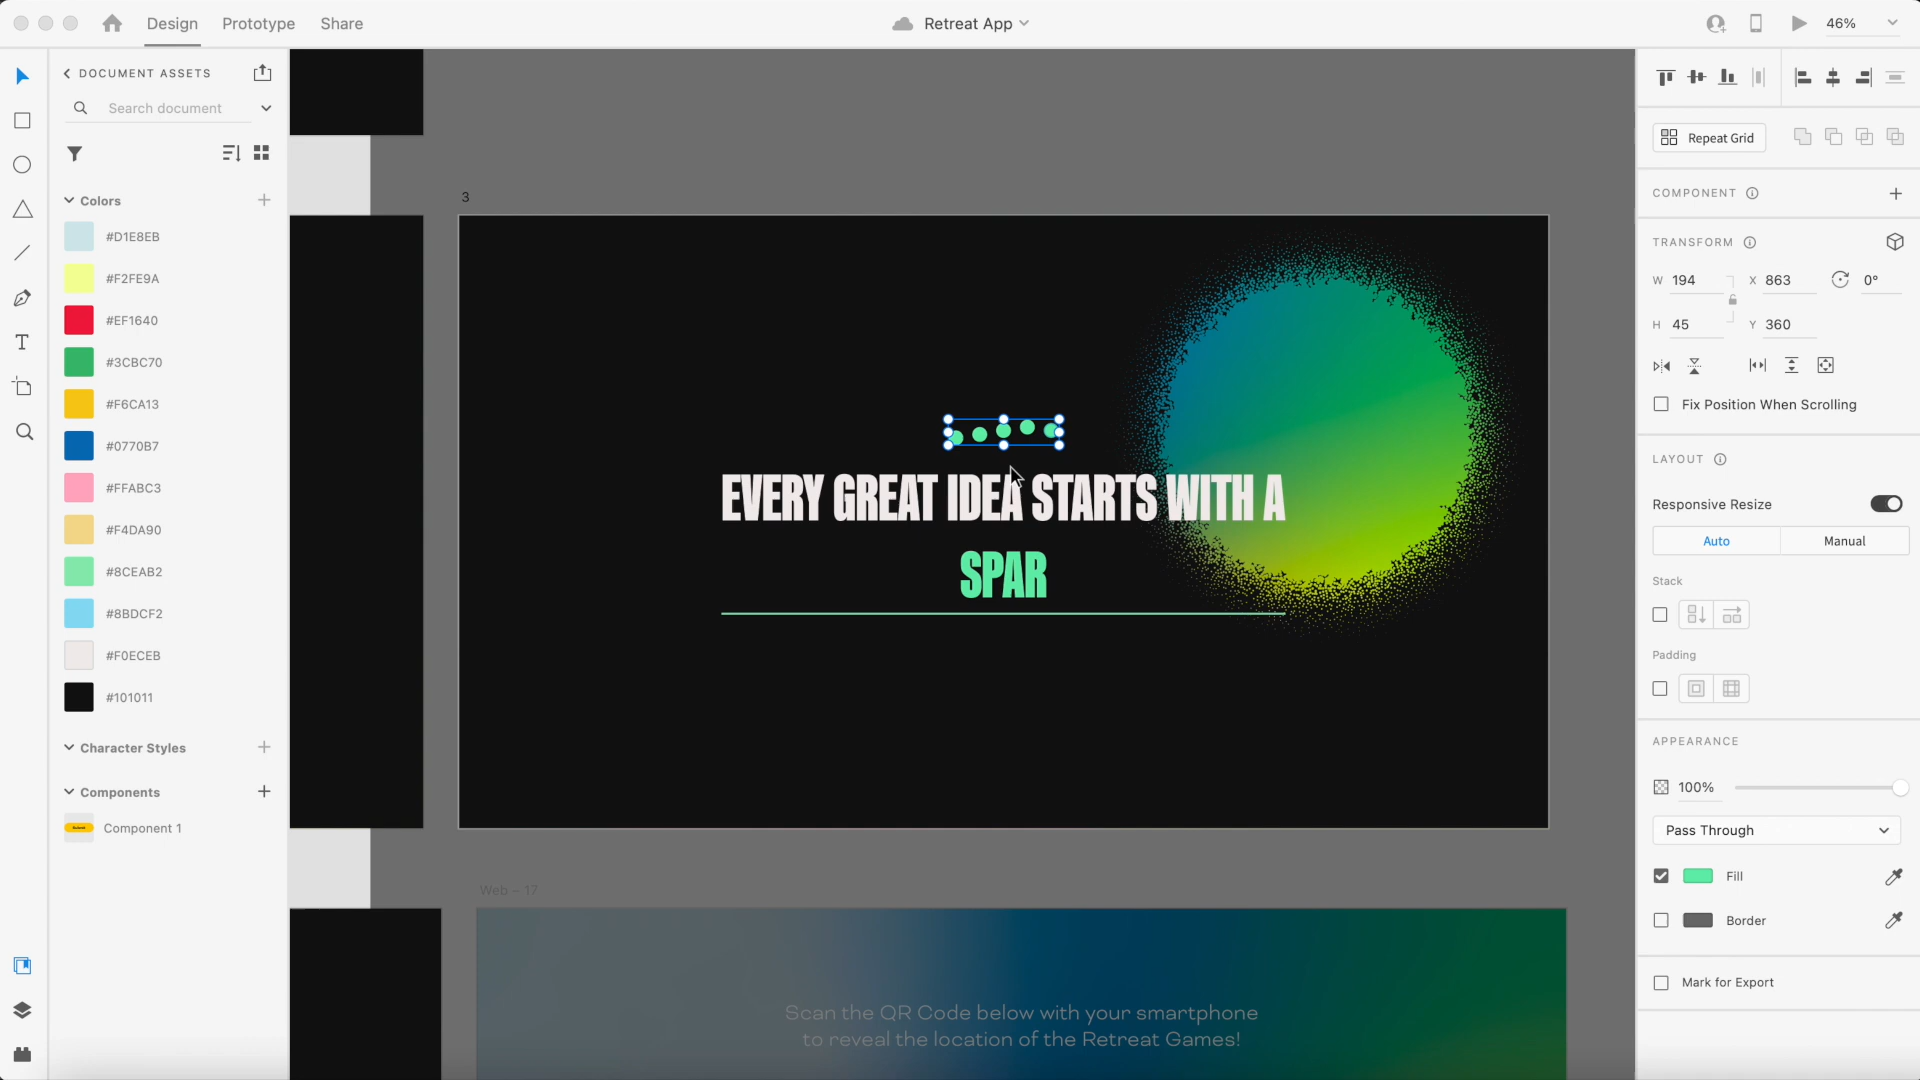 Design
Prototype
Share
Retreat App
46%
DOCUMENT ASSETS
Search document
Colors
#D1E8EB
#F2FE9A
#EF1640
#3CBC70
#F6CA13
#0770B7
#FFABC3
#F4DA90
#8CEAB2
#8BDCF2
#F0ECEB
#101011
Character Styles
Components
Component 1
3
EVERY GREAT IDEA STARTS WITH A
SPAR
Web – 17
Scan the QR Code below with your smartphone
to reveal the location of the Retreat Games!
Repeat Grid
COMPONENT
TRANSFORM
W 194
X 863
0°
H 45
Y 360
Fix Position When Scrolling
LAYOUT
Responsive Resize
Auto
Manual
Stack
Padding
APPEARANCE
100%
Pass Through
Fill
Border
Mark for Export